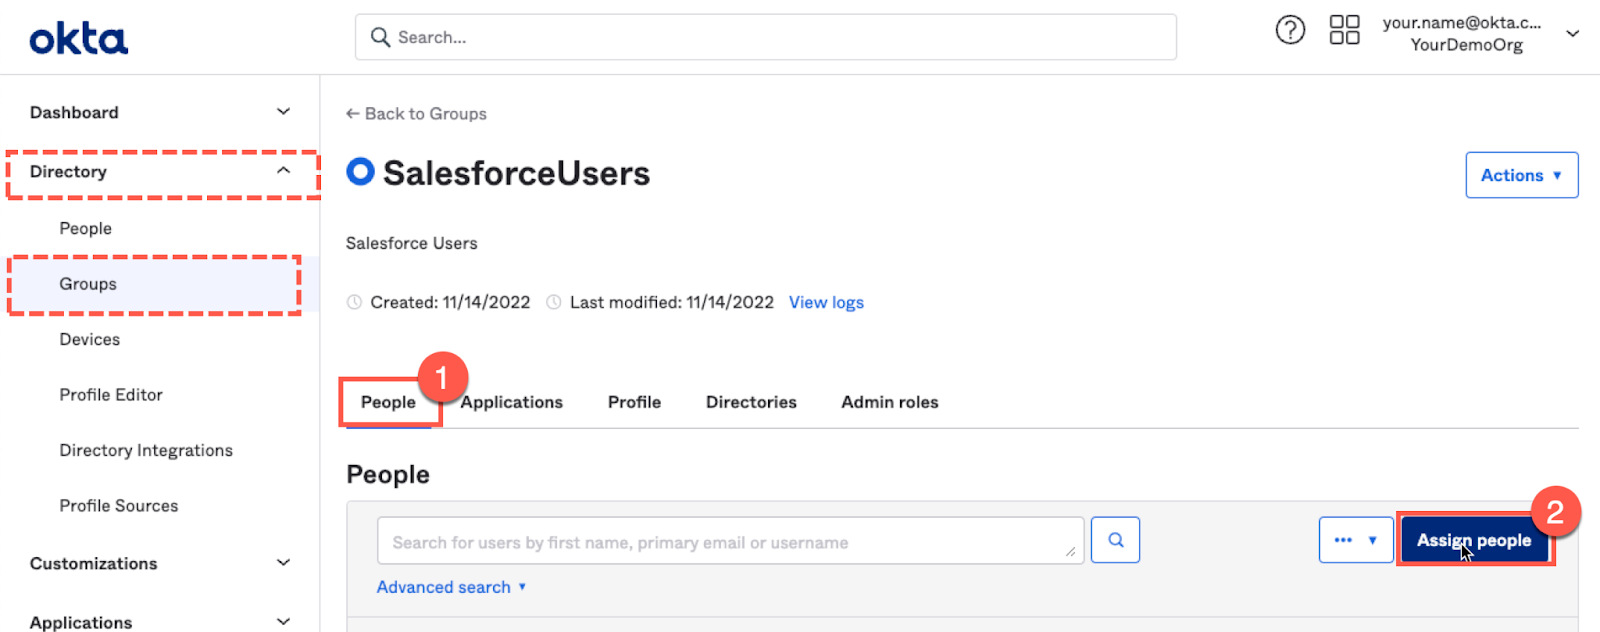 okta
Search...
your.name@okta.c...
YourDemoOrg
Dashboard
Directory
People
Groups
Devices
Profile Editor
Directory Integrations
Profile Sources
Customizations
Applications
← Back to Groups
SalesforceUsers
Actions ▼
Salesforce Users
Created: 11/14/2022 Last modified: 11/14/2022 View logs
1
People Applications Profile Directories Admin roles
People
Search for users by first name, primary email or username
••• ▼
Assign people
2
Advanced search ▼